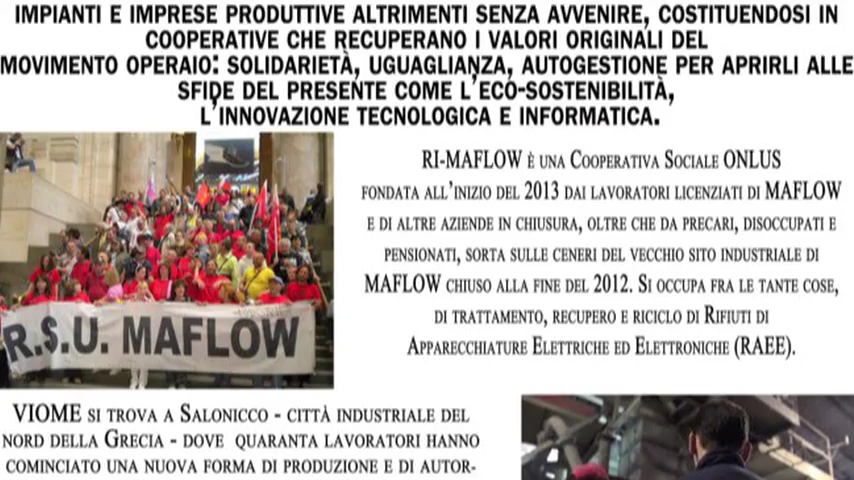 IMPIANTI E IMPRESE PRODUTTIVE ALTRIMENTI SENZA AVVENIRE, COSTITUENDOSI IN
COOPERATIVE CHE RECUPERANO I VALORI ORIGINALI DEL
MOVIMENTO OPERAIO: SOLIDARIETÀ, UGUAGLIANZA, AUTOGESTIONE PER APRIRLI ALLE
SFIDE DEL PRESENTE COME L'ECO-SOSTENIBILITÀ,
L'INNOVAZIONE TECNOLOGICA E INFORMATICA.
RI-MAFLOW È UNA COOPERATIVA SOCIALE ONLUS
FONDATA ALL'INIZIO DEL 2013 DAI LAVORATORI LICENZIATI DI MAFLOW
E DI ALTRE AZIENDE IN CHIUSURA, OLTRE CHE DA PRECARI, DISOCCUPATI E
PENSIONATI, SORTA SULLE CENERI DEL VECCHIO SITO INDUSTRIALE DI
MAFLOW CHIUSO ALLA FINE DEL 2012. SI OCCUPA FRA LE TANTE COSE,
DI TRATTAMENTO, RECUPERO E RICICLO DI RIFIUTI DI
APPARECCHIATURE ELETTRICHE ED ELETTRONICHE (RAEE).
R.S.U. MAFLOW
VIOME SI TROVA A SALONICCO - CITTÀ INDUSTRIALE DEL
NORD DELLA GRECIA - DOVE QUARANTA LAVORATORI HANNO
COMINCIATO UNA NUOVA FORMA DI PRODUZIONE E DI AUTOR-